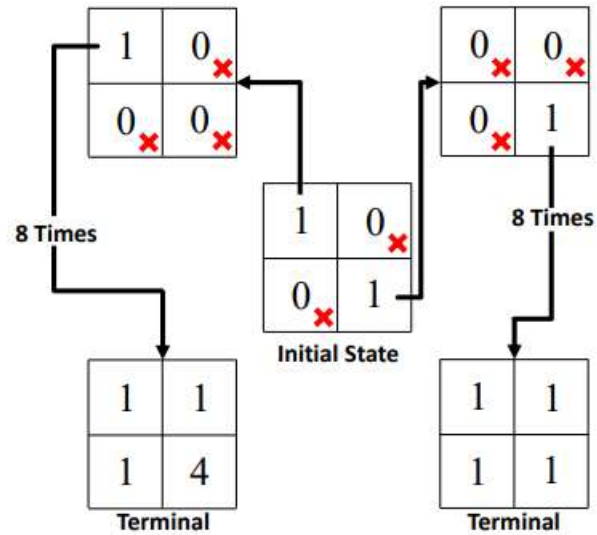 1 0
0 0
0 0
0 1
1 0
0 1
8 Times
8 Times
Initial State
1 1
1 4
Terminal
1 1
1 1
Terminal